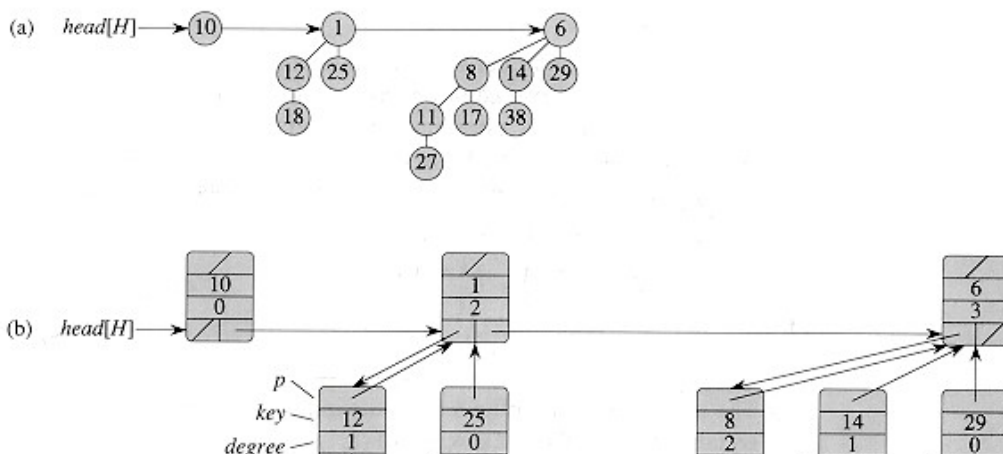 (a) head[H] 10 1 6
12 25 8 14 29
18 11 17 38
27
10 1 6
0 2 3
(b) head[H]
p
key 12 25 8 14 29
degree 1 0 2 1 0